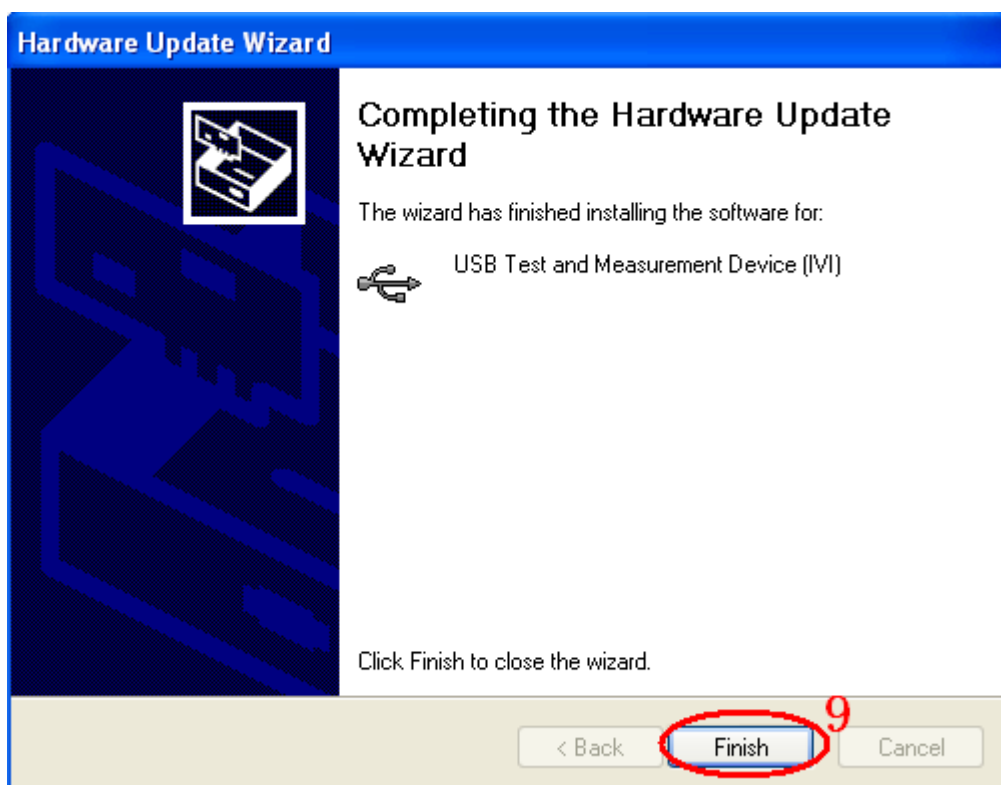 Hardware Update Wizard
Completing the Hardware Update
Wizard
The wizard has finished installing the software for:
USB Test and Measurement Device (IVI)
Click Finish to close the wizard.
9
< Back Finish Cancel